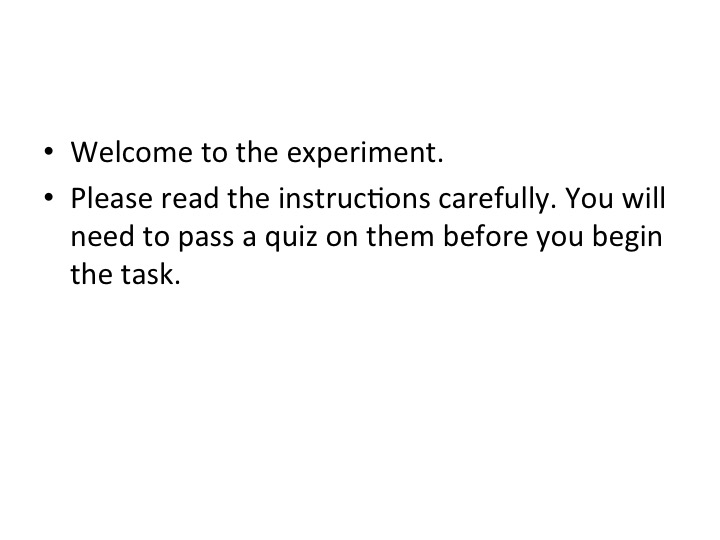 • Welcome to the experiment.
• Please read the instructions carefully. You will
need to pass a quiz on them before you begin
the task.